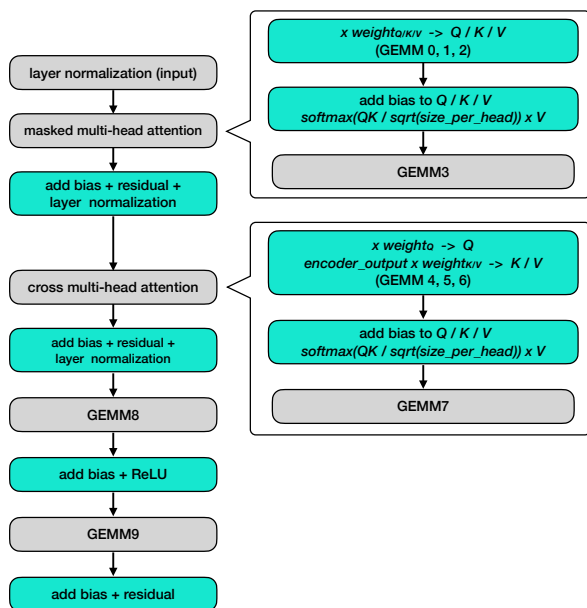 layer normalization (input)
masked multi-head attention
add bias + residual +
layer normalization
cross multi-head attention
add bias + residual +
layer normalization
GEMM8
add bias + ReLU
GEMM9
add bias + residual
x weightQ/K/V -> Q / K / V
(GEMM 0, 1, 2)
add bias to Q / K / V
softmax(QK / sqrt(size_per_head)) x V
GEMM3
x weightQ -> Q
encoder_output x weightK/V -> K / V
(GEMM 4, 5, 6)
add bias to Q / K / V
softmax(QK / sqrt(size_per_head)) x V
GEMM7